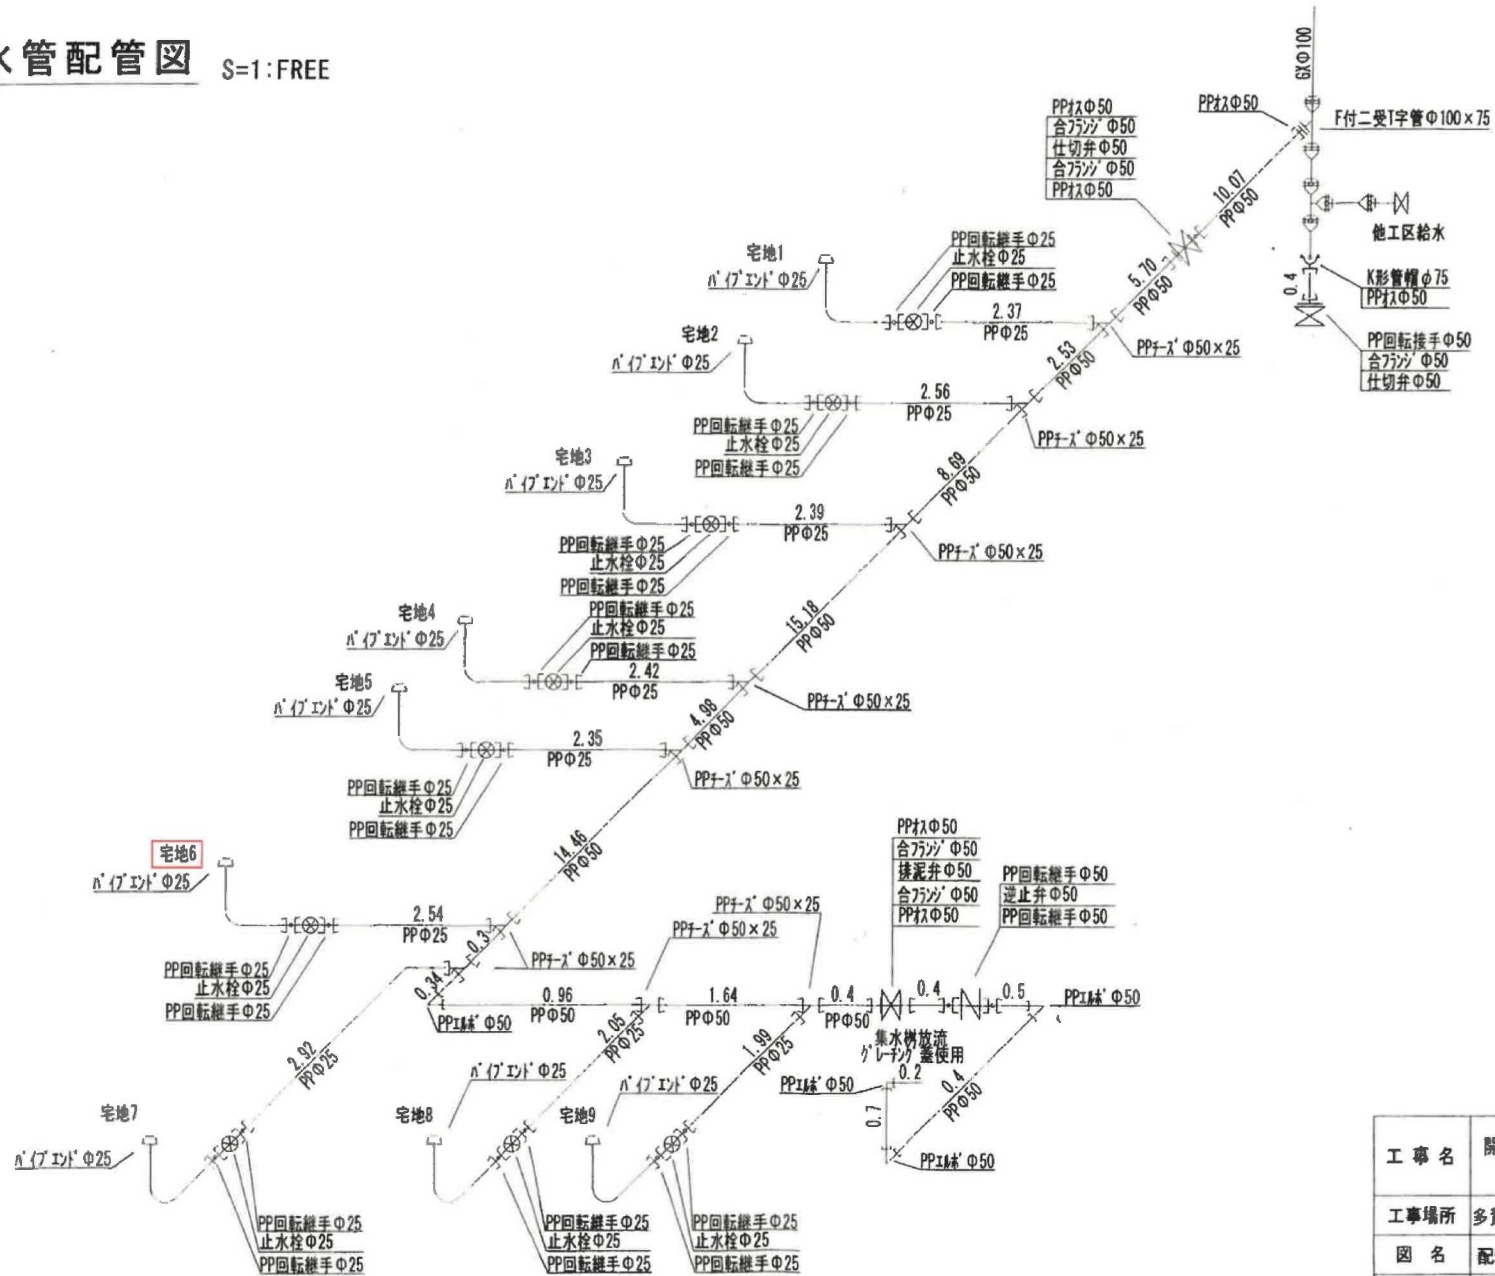 水管配管図 S=1:FREE
GXΦ100
PPオスΦ50
F付二受T字管Φ100×75
PPオスΦ50
合フランジΦ50
仕切弁Φ50
合フランジΦ50
PPオスΦ50
10.07
PPΦ50
他工区給水
0.4
K形管帽φ75
PPオスΦ50
PP回転接手Φ50
合フランジΦ50
仕切弁Φ50
5.70
PPΦ50
宅地1
パイプエンドΦ25
PP回転継手Φ25
止水栓Φ25
PP回転継手Φ25
2.37
PPΦ25
PPチーズΦ50×25
2.53
PPΦ50
宅地2
パイプエンドΦ25
2.56
PPΦ25
PP回転継手Φ25
止水栓Φ25
PP回転継手Φ25
PPチーズΦ50×25
8.69
PPΦ50
宅地3
パイプエンドΦ25
2.39
PPΦ25
PP回転継手Φ25
止水栓Φ25
PP回転継手Φ25
PPチーズΦ50×25
15.18
PPΦ50
宅地4
パイプエンドΦ25
PP回転継手Φ25
止水栓Φ25
PP回転継手Φ25
2.42
PPΦ25
PPチーズΦ50×25
4.98
PPΦ50
宅地5
パイプエンドΦ25
2.35
PPΦ25
PP回転継手Φ25
止水栓Φ25
PP回転継手Φ25
PPチーズΦ50×25
14.46
PPΦ50
宅地6
パイプエンドΦ25
2.54
PPΦ25
PP回転継手Φ25
止水栓Φ25
PP回転継手Φ25
0.3
PPチーズΦ50×25
0.34
PPエルボΦ50
0.96
PPΦ50
PPチーズΦ50×25
1.64
PPΦ50
PPチーズΦ50×25
0.4
PPΦ50
PPオスΦ50
合フランジΦ50
排泥弁Φ50
合フランジΦ50
PPオスΦ50
0.4
PP回転継手Φ50
逆止弁Φ50
PP回転継手Φ50
0.5
PPエルボΦ50
集水桝放流
グレーチング蓋使用
0.4
PPΦ50
PPエルボΦ50
0.2
0.7
PPエルボΦ50
2.92
PPΦ25
宅地7
パイプエンドΦ25
PP回転継手Φ25
止水栓Φ25
PP回転継手Φ25
2.05
PPΦ25
宅地8
パイプエンドΦ25
PP回転継手Φ25
止水栓Φ25
PP回転継手Φ25
1.99
PPΦ25
宅地9
パイプエンドΦ25
PP回転継手Φ25
止水栓Φ25
PP回転継手Φ25
工事名 開
工事場所 多賀
図名 配